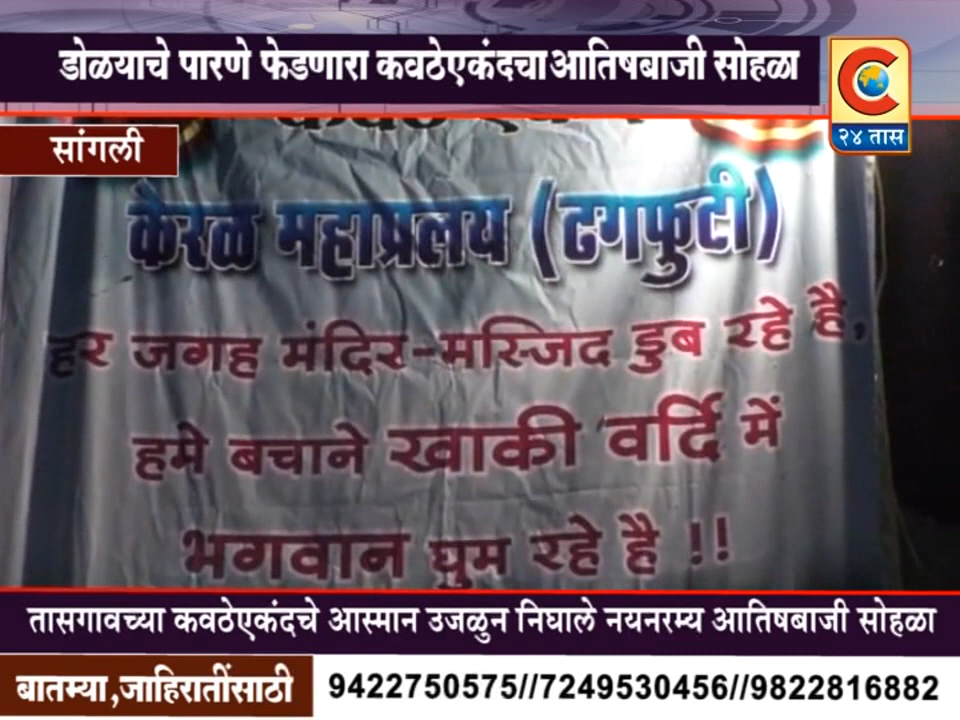 डोळयाचे पारणे फेडणारा कवठेएकंदचा आतिषबाजी सोहळा
C
२४ तास
सांगली
केरळ महाप्रलय (ढगफुटी)
हर जगह मंदिर-मस्जिद डुब रहे है,
हमे बचाने खाकी वर्दि में
भगवान घुम रहे है !!
तासगावच्या कवठेएकंदचे आस्मान उजळुन निघाले नयनरम्य आतिषबाजी सोहळा
बातम्या,जाहिरातींसाठी
9422750575//7249530456//9822816882